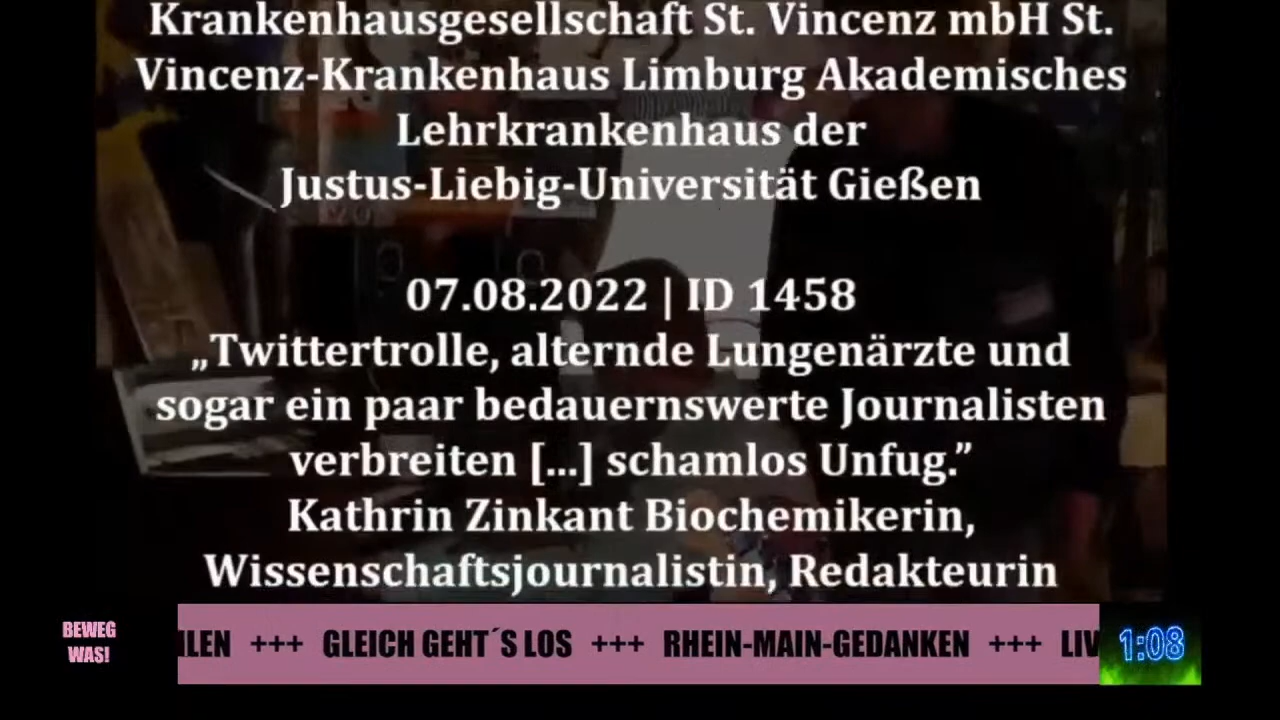 Krankenhausgesellschaft St. Vincenz mbH St.
Vincenz-Krankenhaus Limburg Akademisches
Lehrkrankenhaus der
Justus-Liebig-Universität Gießen
07.08.2022 | ID 1458
„Twittertrolle, alternde Lungenärzte und
sogar ein paar bedauernswerte Journalisten
verbreiten [...] schamlos Unfug.”
Kathrin Zinkant Biochemikerin,
Wissenschaftsjournalistin, Redakteurin
BEWEG
WAS!
+++ GLEICH GEHT´S LOS +++ RHEIN-MAIN-GEDANKEN +++
1:08